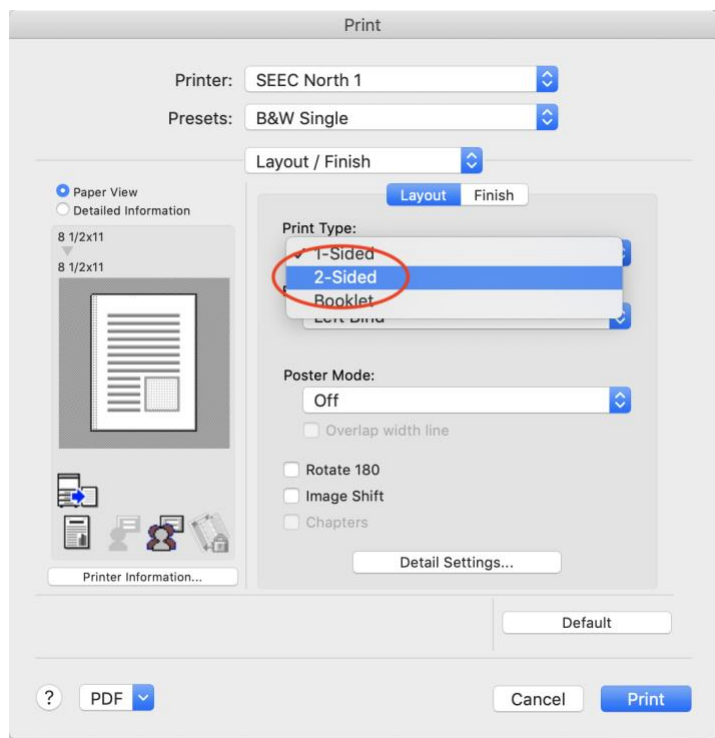 Print
Printer: SEEC North 1
Presets: B&W Single
Layout / Finish
Paper View
Detailed Information
8 1/2x11
8 1/2x11
Printer Information...
Layout Finish
Print Type:
✓ 1-Sided
2-Sided
Booklet
Left Bind
Poster Mode:
Off
Overlap width line
Rotate 180
Image Shift
Chapters
Detail Settings...
Default
? PDF Cancel Print